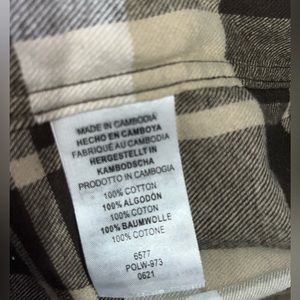 MADE IN CAMBODIA
HECHO EN CAMBOYA
FABRIQUÉ AU CAMBODIA
HERGESTELLT IN
KAMBODSCHA
PRODOTTO IN CAMBOGIA
100% COTTON
100% ALGODÓN
100% COTON
100% BAUMWOLLE
100% COTONE
6577
POLW-973
0621